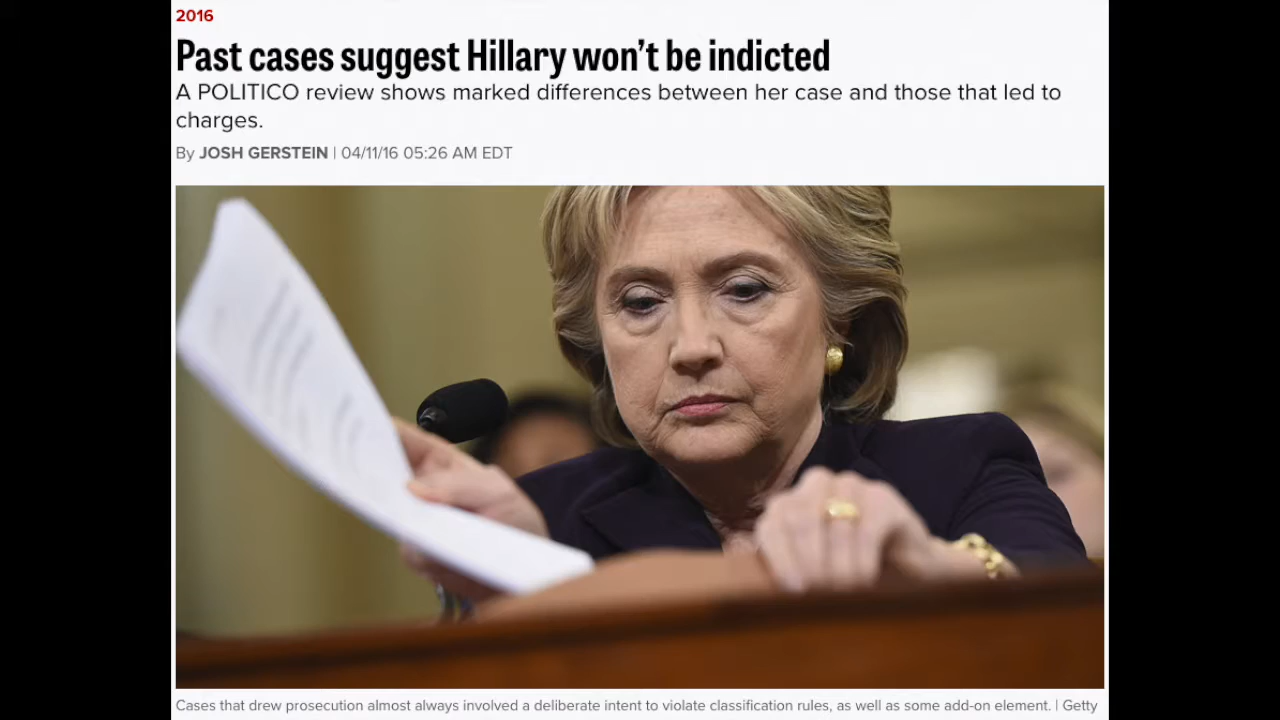 2016
Past cases suggest Hillary won't be indicted
A POLITICO review shows marked differences between her case and those that led to
charges.
By JOSH GERSTEIN | 04/11/16 05:26 AM EDT
Cases that drew prosecution almost always involved a deliberate intent to violate classification rules, as well as some add-on element. | Getty